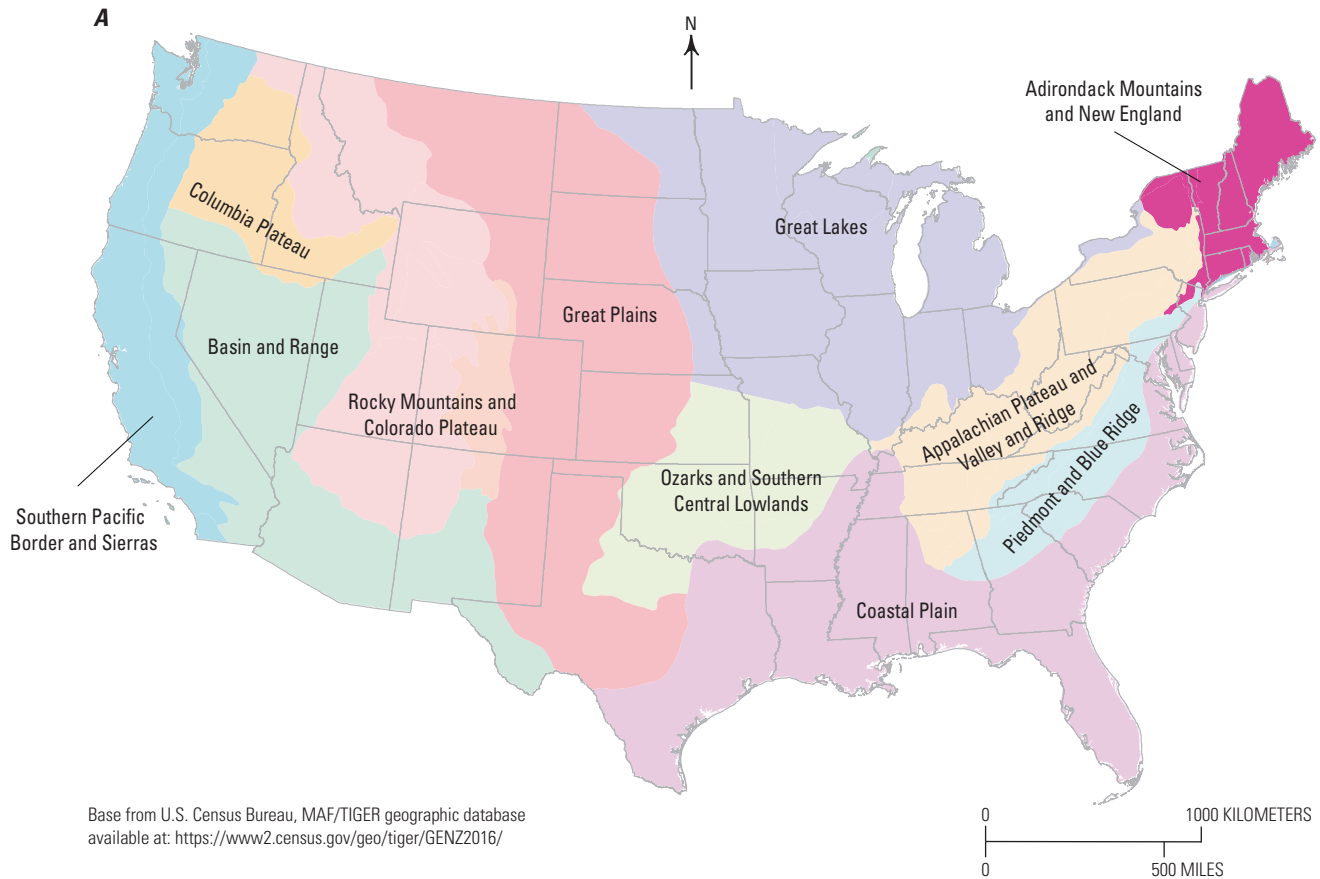 A
N
Adirondack Mountains
and New England
Columbia Plateau
Great Lakes
Great Plains
Basin and Range
Rocky Mountains and
Colorado Plateau
Appalachian Plateau and
Valley and Ridge
Piedmont and Blue Ridge
Ozarks and Southern
Central Lowlands
Southern Pacific
Border and Sierras
Coastal Plain
Base from U.S. Census Bureau, MAF/TIGER geographic database
available at: https://www2.census.gov/geo/tiger/GENZ2016/
0 1000 KILOMETERS
0 500 MILES